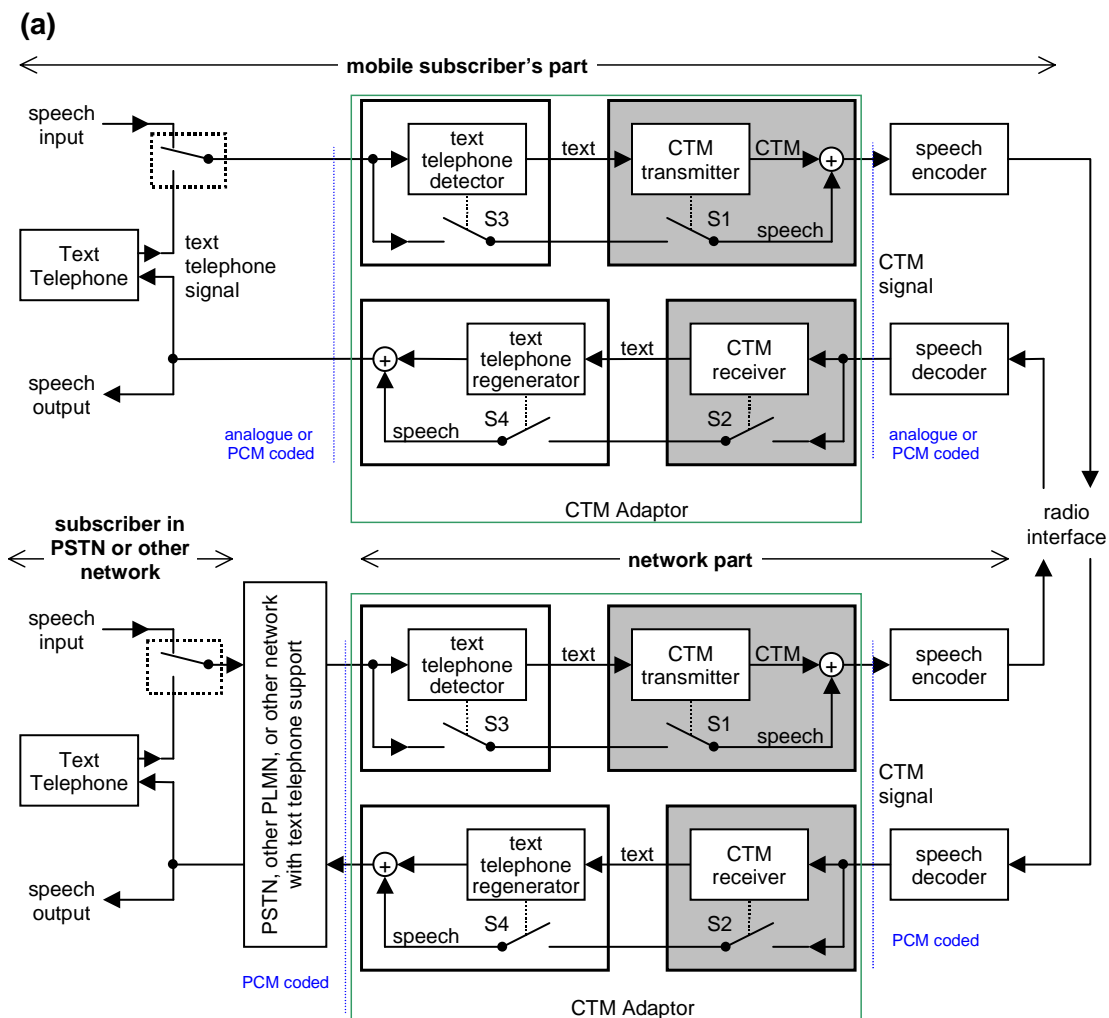 (a)
mobile subscriber's part
speech
input
text
telephone
detector
text
CTM
transmitter
CTM
+
speech
encoder
S3
S1
speech
Text
Telephone
text
telephone
signal
CTM
signal
+
text
telephone
regenerator
text
CTM
receiver
speech
decoder
speech
output
S4
speech
S2
analogue or
PCM coded
analogue or
PCM coded
CTM Adaptor
radio
interface
subscriber in
PSTN or other
network
network part
speech
input
PSTN, other PLMN, or other network
with text telephone support
text
telephone
detector
text
CTM
transmitter
CTM
+
speech
encoder
S3
S1
speech
Text
Telephone
CTM
signal
+
text
telephone
regenerator
text
CTM
receiver
speech
decoder
speech
output
S4
speech
S2
PCM coded
PCM coded
CTM Adaptor